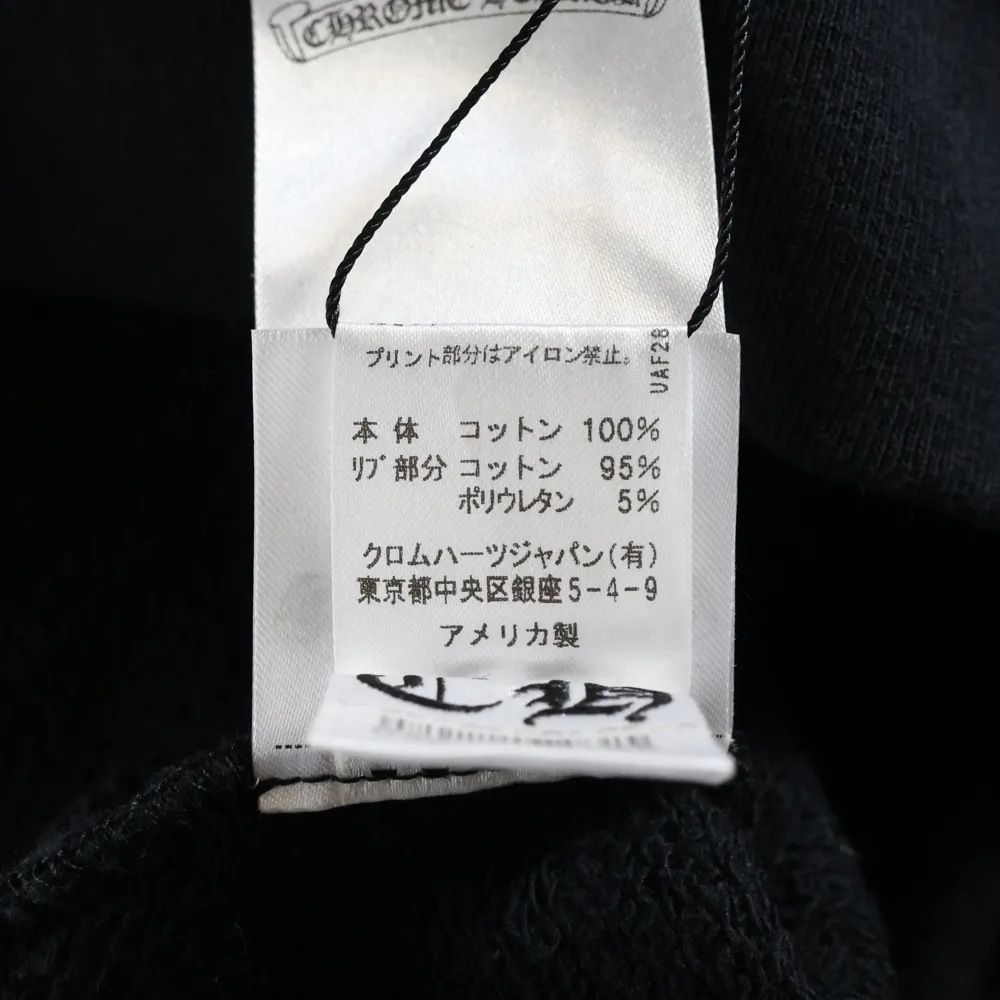 CHROME HEARTS
プリント部分はアイロン禁止。
UAF28
本体 コットン 100%
リブ部分 コットン 95%
ポリウレタン 5%
クロムハーツジャパン(有)
東京都中央区銀座5-4-9
アメリカ製